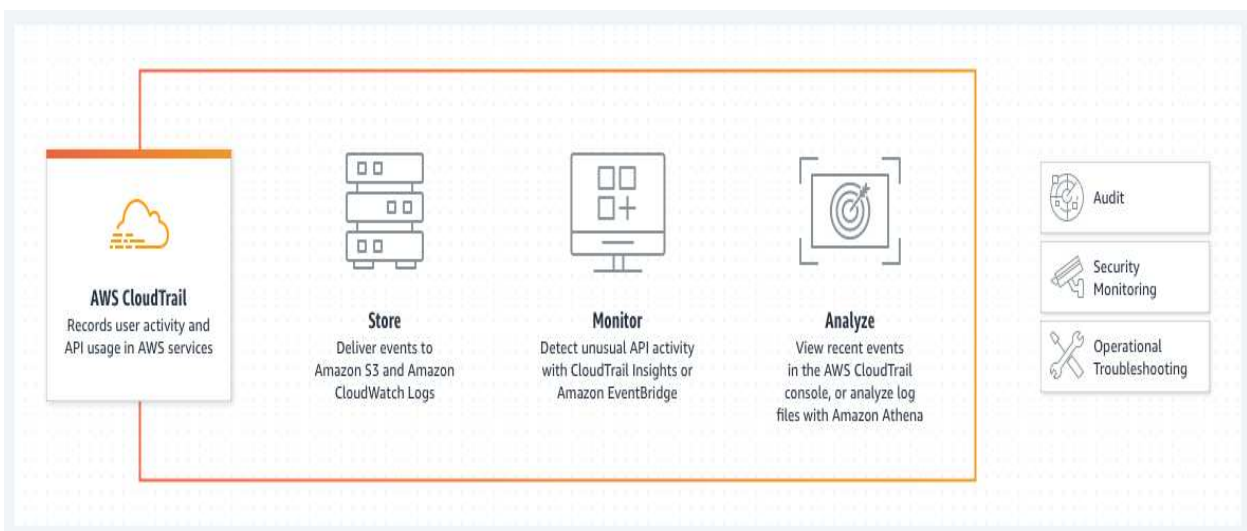 AWS CloudTrail
Records user activity and
API usage in AWS services
Store
Deliver events to
Amazon S3 and Amazon
CloudWatch Logs
Monitor
Detect unusual API activity
with CloudTrail Insights or
Amazon EventBridge
Analyze
View recent events
in the AWS CloudTrail
console, or analyze log
files with Amazon Athena
Audit
Security
Monitoring
Operational
Troubleshooting